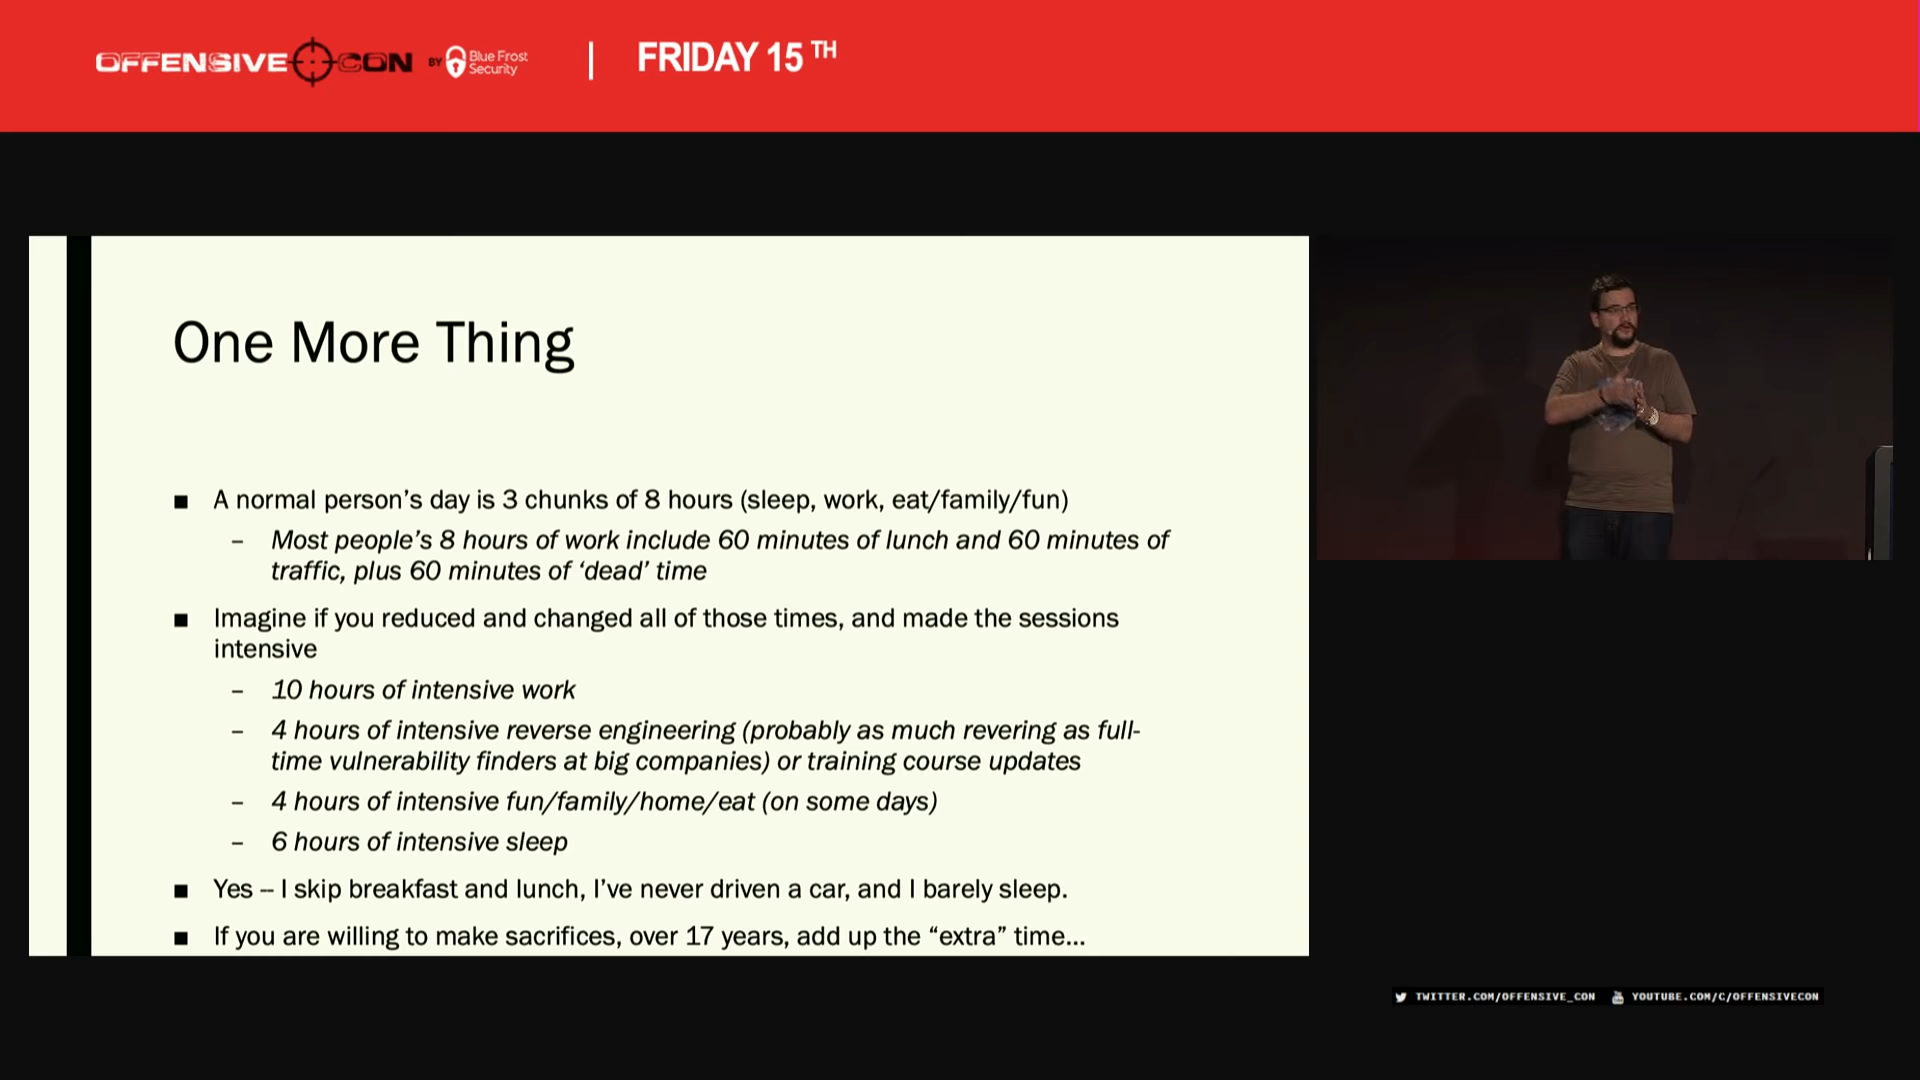 OFFENSIVE CON BY Blue Frost Security | FRIDAY 15 TH
One More Thing
■ A normal person's day is 3 chunks of 8 hours (sleep, work, eat/family/fun)
– Most people's 8 hours of work include 60 minutes of lunch and 60 minutes of
traffic, plus 60 minutes of ‘dead’ time
■ Imagine if you reduced and changed all of those times, and made the sessions
intensive
– 10 hours of intensive work
– 4 hours of intensive reverse engineering (probably as much revering as full-
time vulnerability finders at big companies) or training course updates
– 4 hours of intensive fun/family/home/eat (on some days)
– 6 hours of intensive sleep
■ Yes – I skip breakfast and lunch, I've never driven a car, and I barely sleep.
■ If you are willing to make sacrifices, over 17 years, add up the “extra” time...
TWITTER.COM/OFFENSIVE_CON YOUTUBE.COM/C/OFFENSIVECON